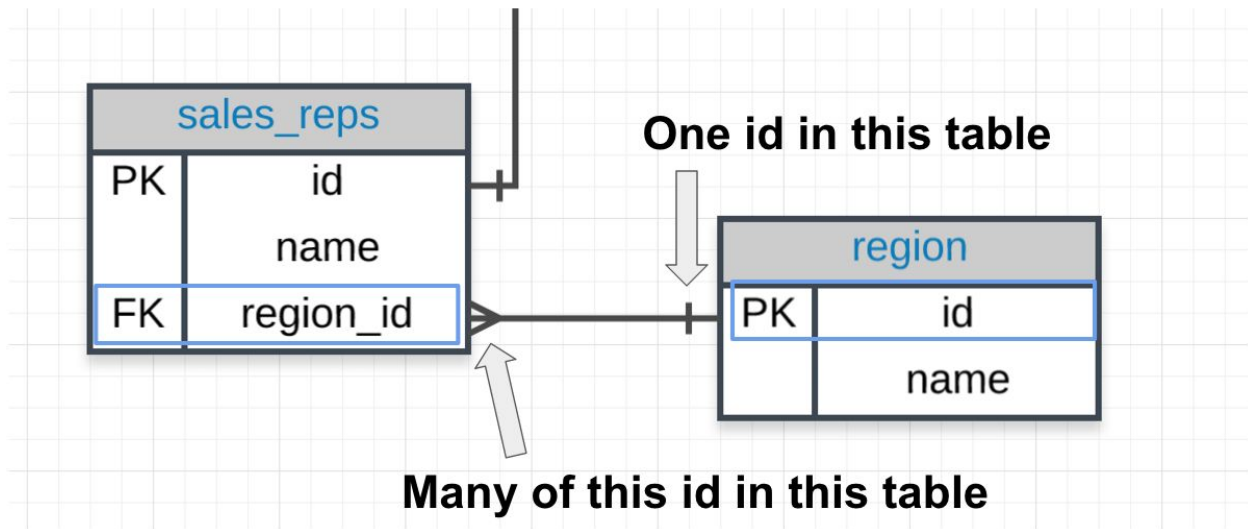 sales_reps
PK id
name
FK region_id
One id in this table
region
PK id
name
Many of this id in this table